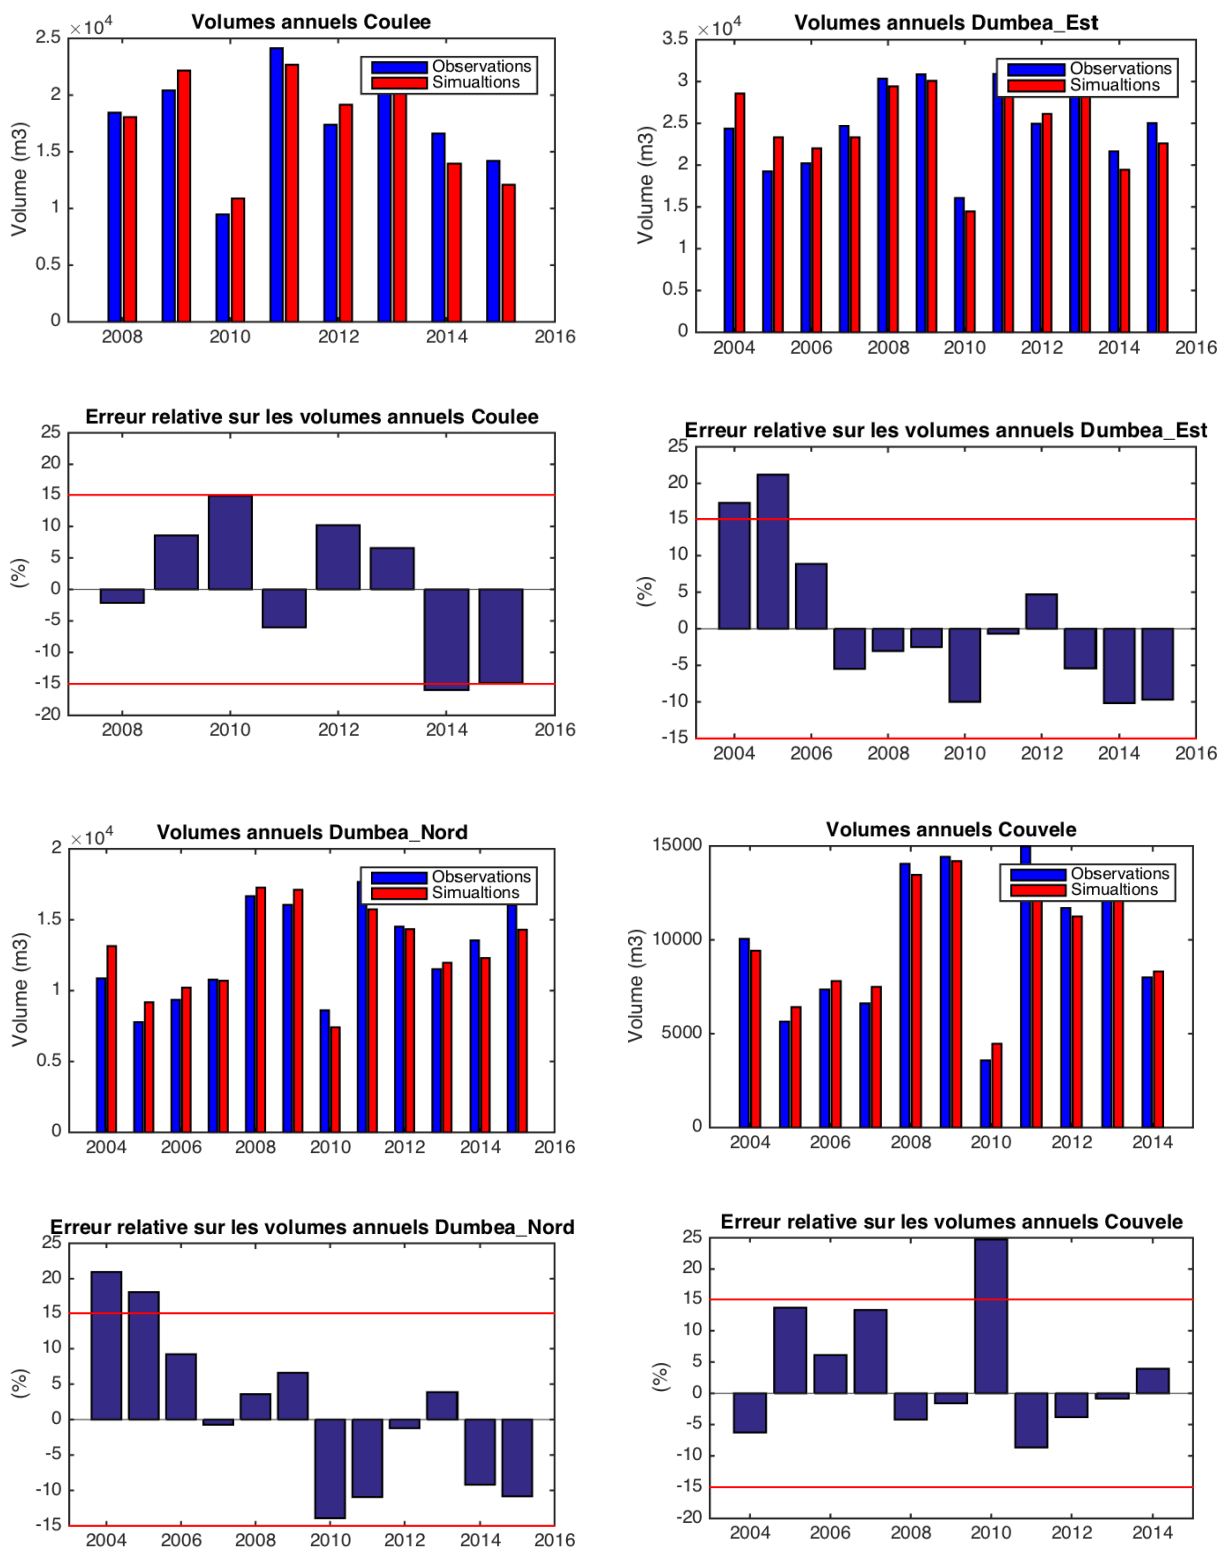 Volumes annuels Coulee
×10^4
2.5
2
1.5
1
0.5
0
Volume (m3)
Observations
Simualtions
2008 2010 2012 2014 2016
Volumes annuels Dumbea_Est
×10^4
3.5
3
2.5
2
1.5
1
0.5
0
Volume (m3)
Observations
Simualtions
2004 2006 2008 2010 2012 2014 2016
Erreur relative sur les volumes annuels Coulee
25
20
15
10
5
0
-5
-10
-15
-20
(%)
2008 2010 2012 2014 2016
Erreur relative sur les volumes annuels Dumbea_Est
25
20
15
10
5
0
-5
-10
-15
(%)
2004 2006 2008 2010 2012 2014 2016
Volumes annuels Dumbea_Nord
×10^4
2
1.5
1
0.5
0
Volume (m3)
Observations
Simualtions
2004 2006 2008 2010 2012 2014 2016
Volumes annuels Couvele
15000
10000
5000
0
Volume (m3)
Observations
Simualtions
2004 2006 2008 2010 2012 2014
Erreur relative sur les volumes annuels Dumbea_Nord
25
20
15
10
5
0
-5
-10
-15
(%)
2004 2006 2008 2010 2012 2014 2016
Erreur relative sur les volumes annuels Couvele
25
20
15
10
5
0
-5
-10
-15
-20
(%)
2004 2006 2008 2010 2012 2014